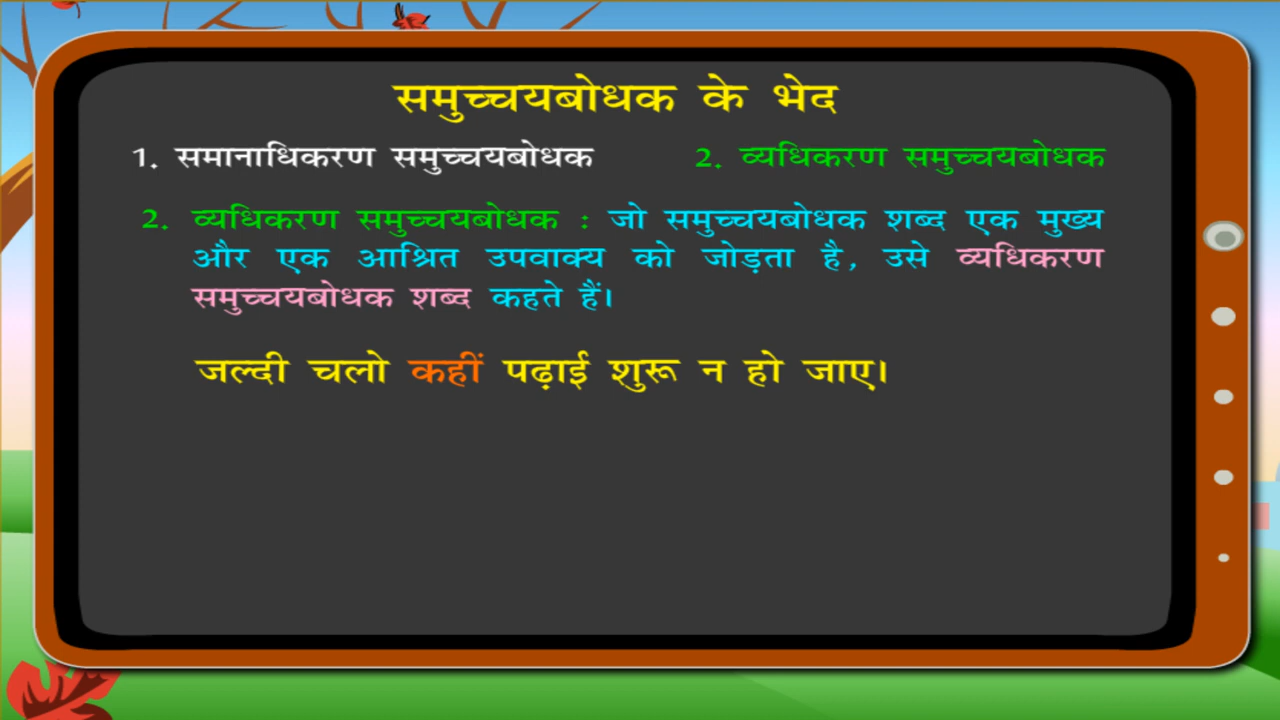 समुच्चयबोधक के भेद
1. समानाधिकरण समुच्चयबोधक 2. व्यधिकरण समुच्चयबोधक
2. व्यधिकरण समुच्चयबोधक : जो समुच्चयबोधक शब्द एक मुख्य
और एक आश्रित उपवाक्य को जोड़ता है, उसे व्यधिकरण
समुच्चयबोधक शब्द कहते हैं।
जल्दी चलो कहीं पढ़ाई शुरू न हो जाए।